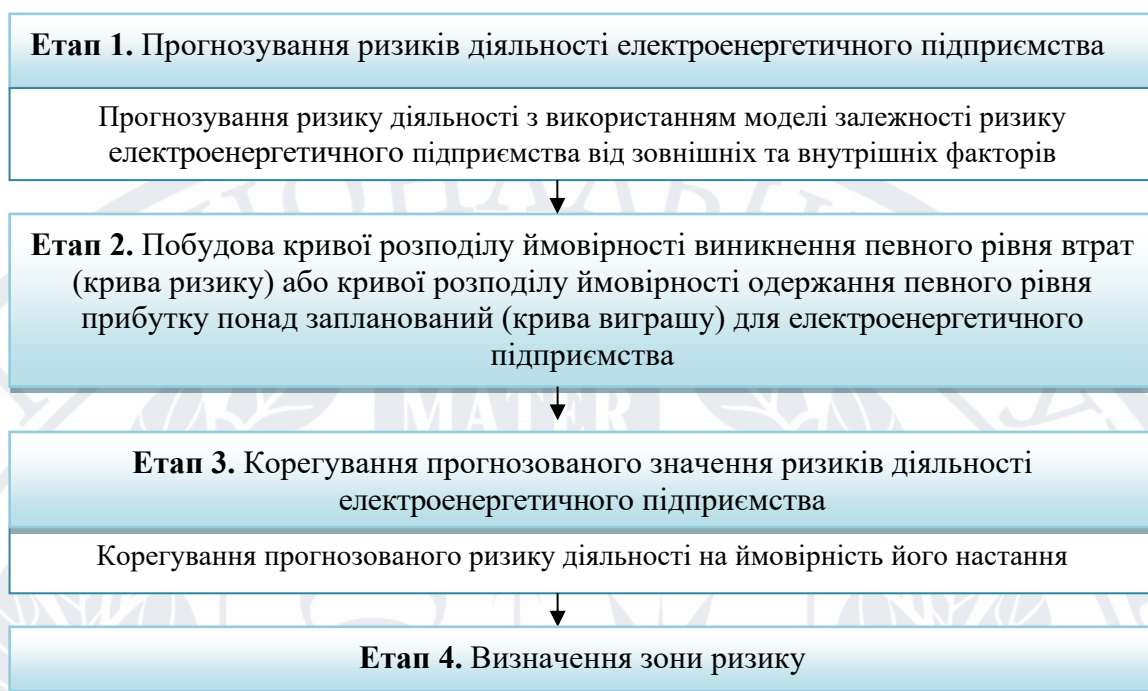 Етап 1. Прогнозування ризиків діяльності електроенергетичного підприємства
Прогнозування ризику діяльності з використанням моделі залежності ризику
електроенергетичного підприємства від зовнішніх та внутрішніх факторів
Етап 2. Побудова кривої розподілу ймовірності виникнення певного рівня втрат
(крива ризику) або кривої розподілу ймовірності одержання певного рівня
прибутку понад запланований (крива виграшу) для електроенергетичного
підприємства
MATER
Етап 3. Корегування прогнозованого значення ризиків діяльності
електроенергетичного підприємства
Корегування прогнозованого ризику діяльності на ймовірність його настання
Етап 4. Визначення зони ризику